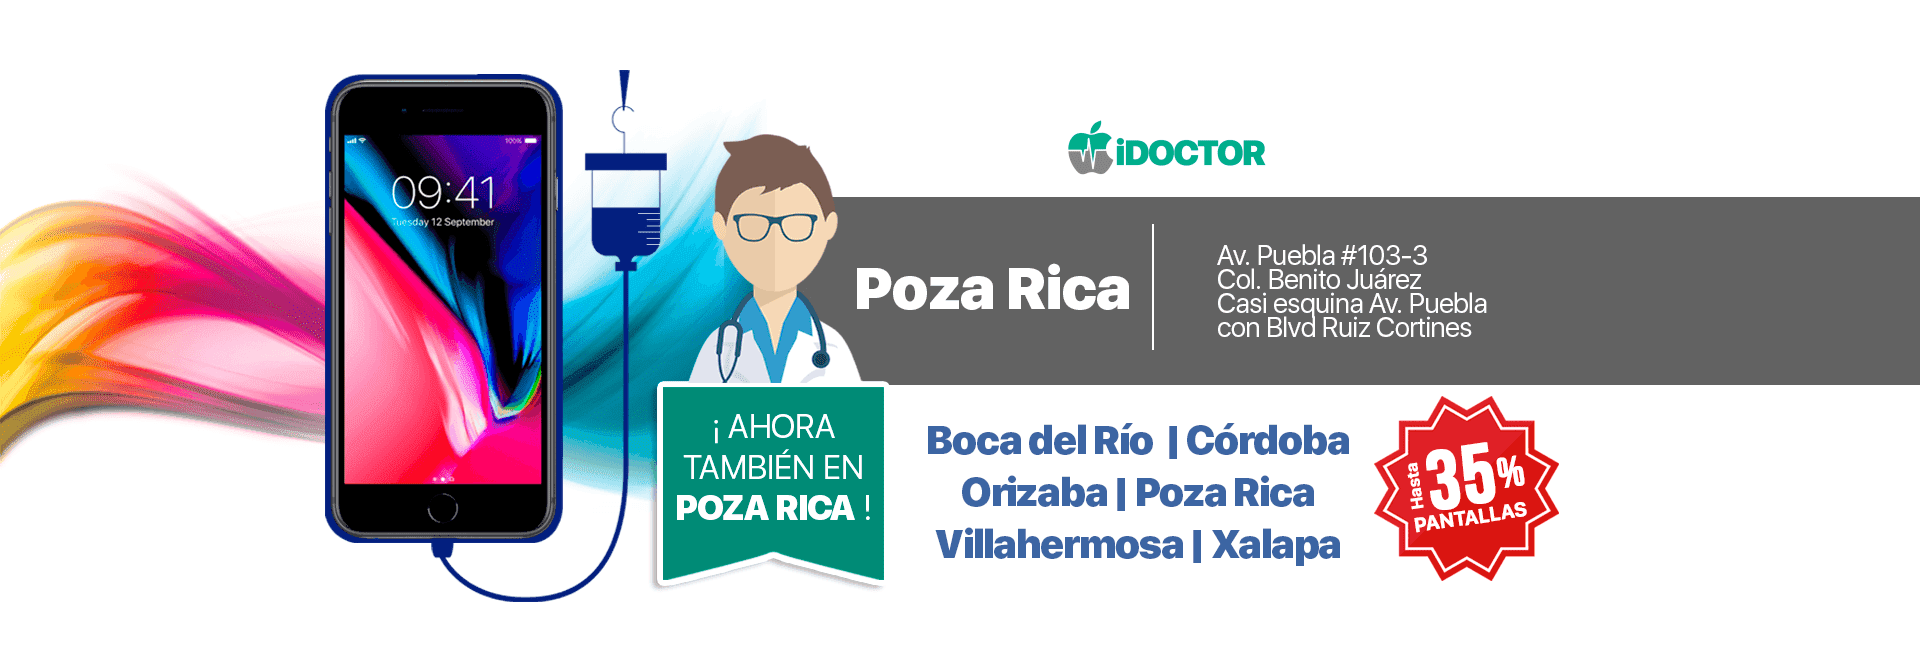 iDOCTOR
100%
09:41
Tuesday 12 September
Poza Rica
Av. Puebla #103-3
Col. Benito Juárez
Casi esquina Av. Puebla
con Blvd Ruiz Cortines
¡ AHORA
TAMBIÉN EN
POZA RICA !
Boca del Río | Córdoba
Orizaba | Poza Rica
Villahermosa | Xalapa
Hasta
35%
PANTALLAS